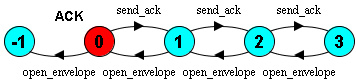 ACK
send_ack send_ack send_ack
-1 0 1 2 3
open_envelope open_envelope open_envelope open_envelope